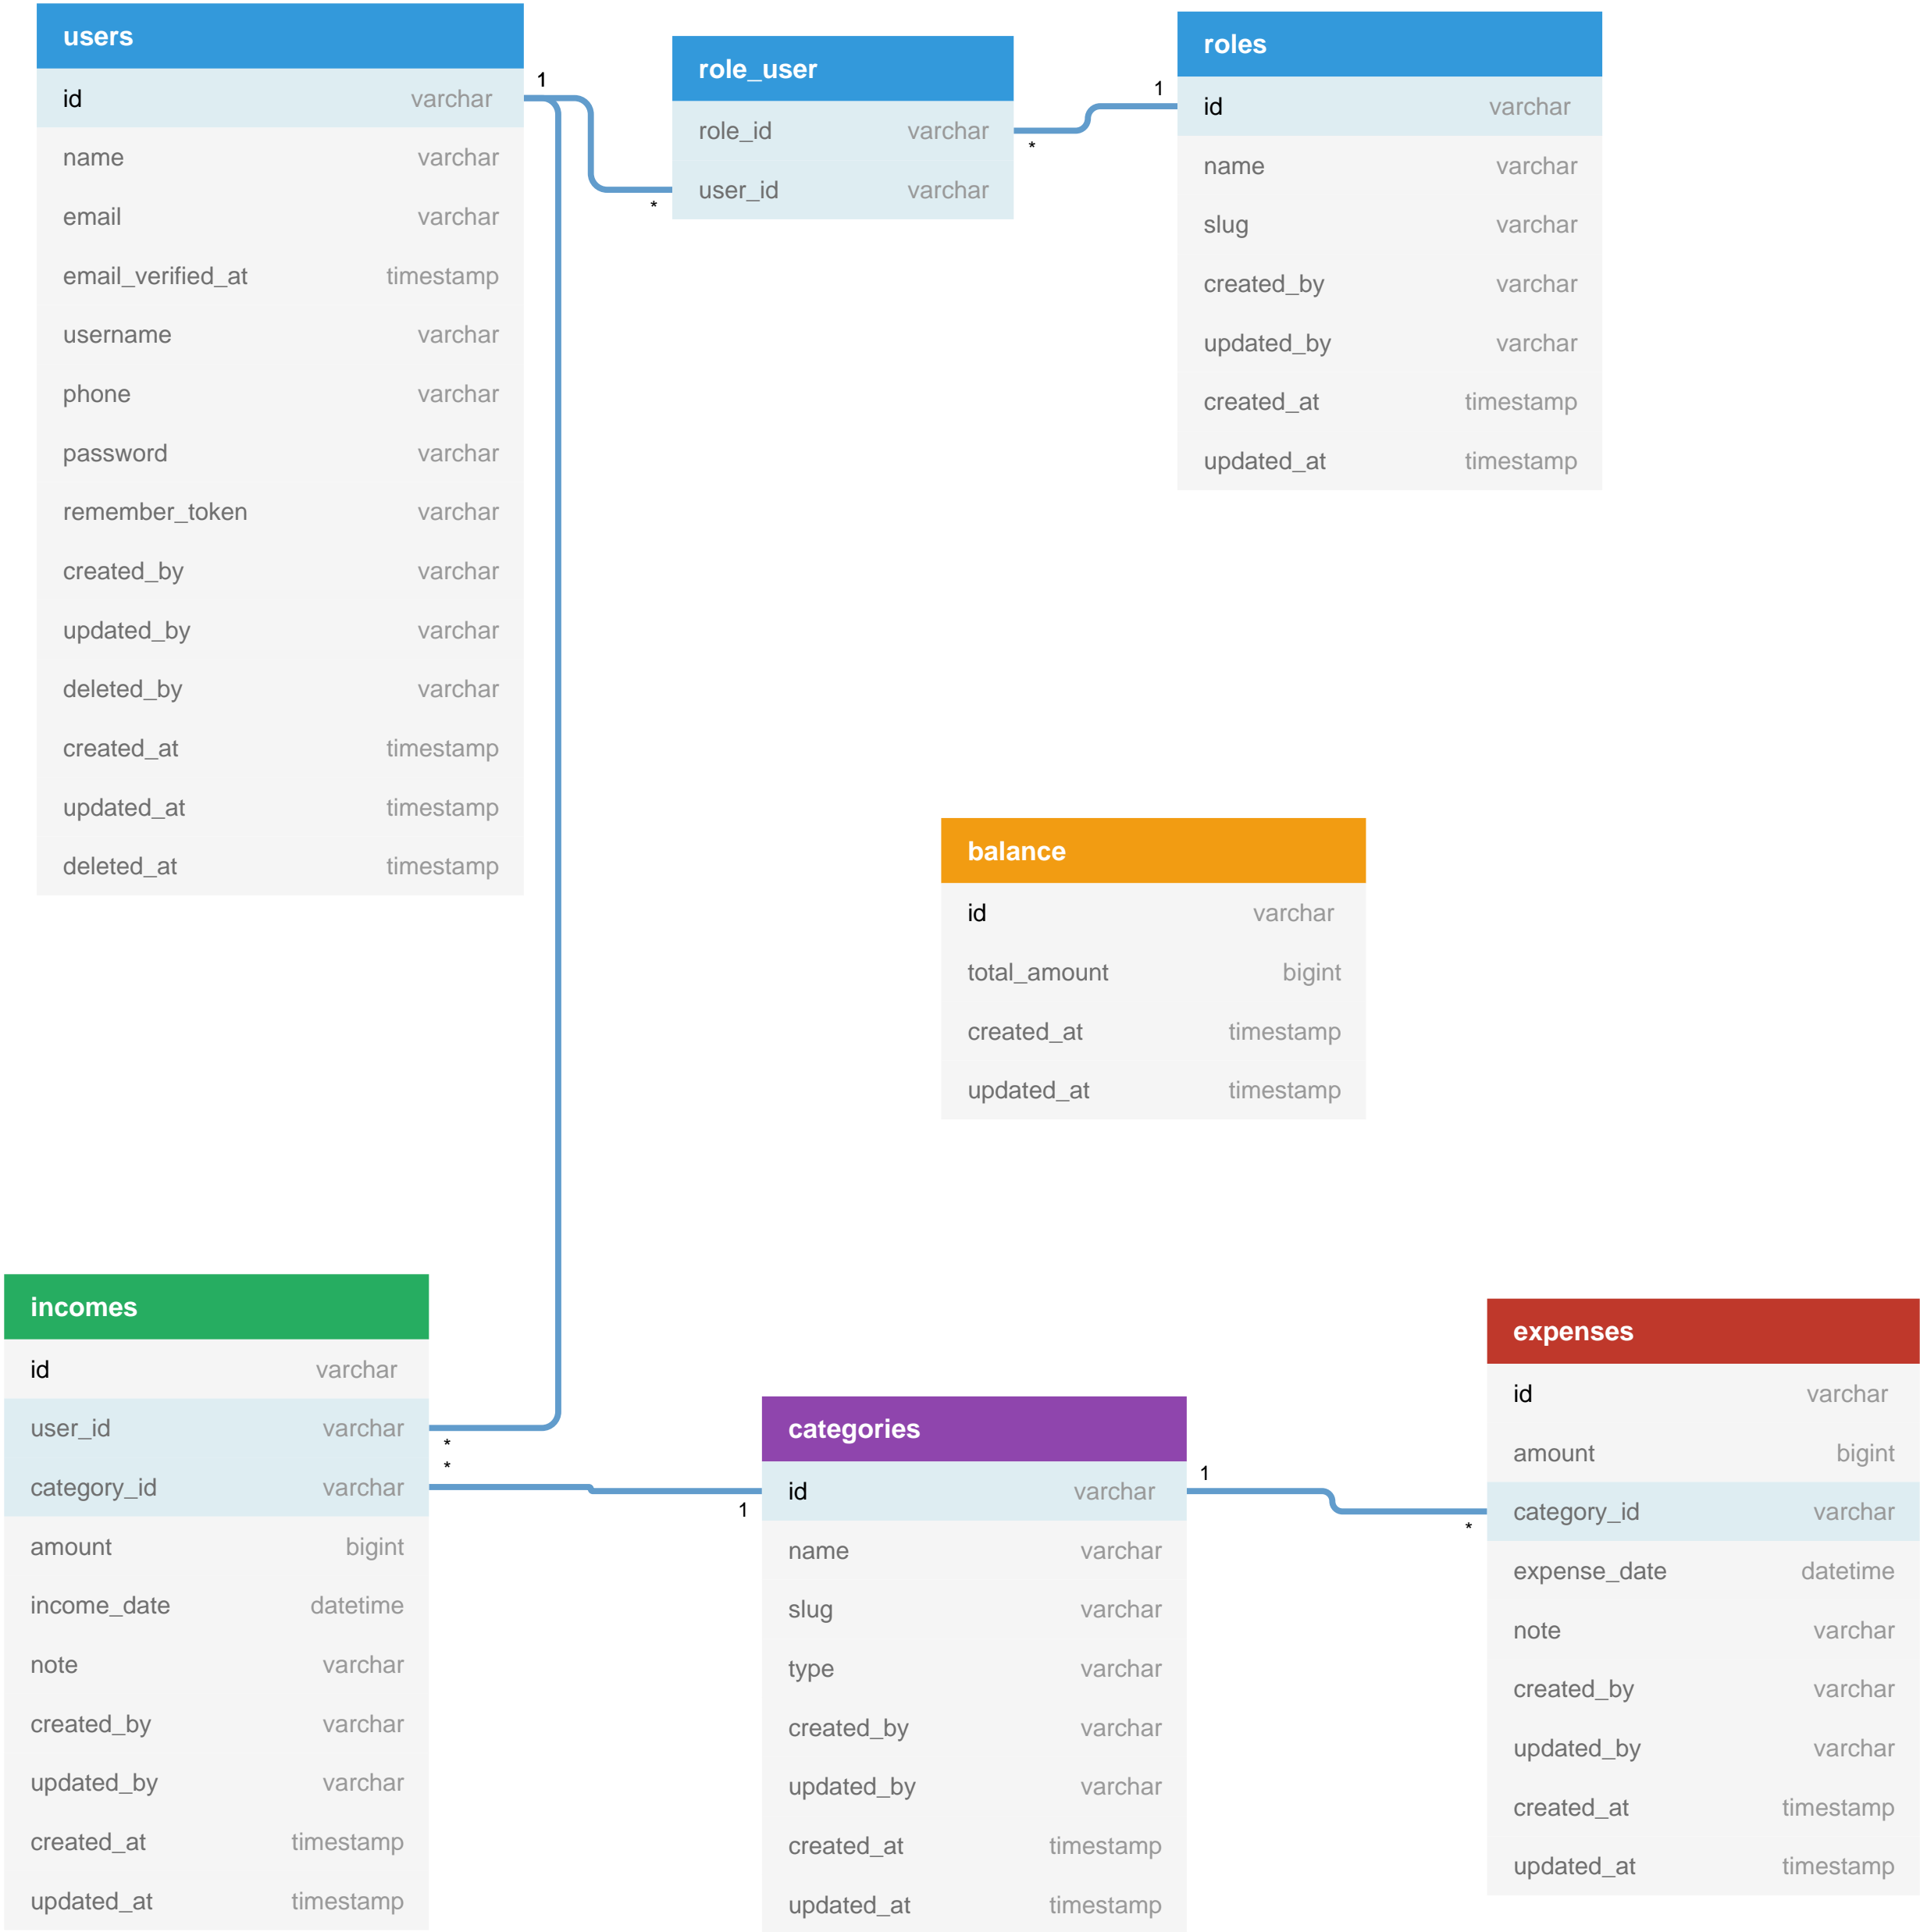 users
id varchar
name varchar
email varchar
email_verified_at timestamp
username varchar
phone varchar
password varchar
remember_token varchar
created_by varchar
updated_by varchar
deleted_by varchar
created_at timestamp
updated_at timestamp
deleted_at timestamp
1
*
role_user
role_id varchar
user_id varchar
*
1
roles
id varchar
name varchar
slug varchar
created_by varchar
updated_by varchar
created_at timestamp
updated_at timestamp
balance
id varchar
total_amount bigint
created_at timestamp
updated_at timestamp
incomes
id varchar
user_id varchar
category_id varchar
amount bigint
income_date datetime
note varchar
created_by varchar
updated_by varchar
created_at timestamp
updated_at timestamp
*
*
1
categories
id varchar
name varchar
slug varchar
type varchar
created_by varchar
updated_by varchar
created_at timestamp
updated_at timestamp
1
*
expenses
id varchar
amount bigint
category_id varchar
expense_date datetime
note varchar
created_by varchar
updated_by varchar
created_at timestamp
updated_at timestamp